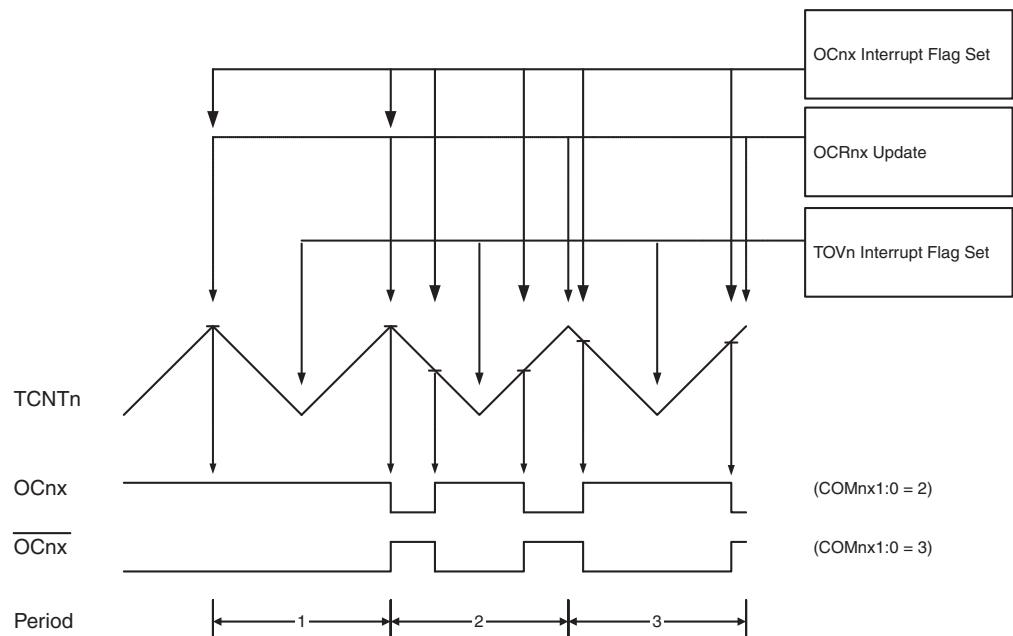 OCnx Interrupt Flag Set
OCRnx Update
TOVn Interrupt Flag Set
TCNTn
OCnx
(COMnx1:0 = 2)
OCnx
(COMnx1:0 = 3)
Period
1
2
3